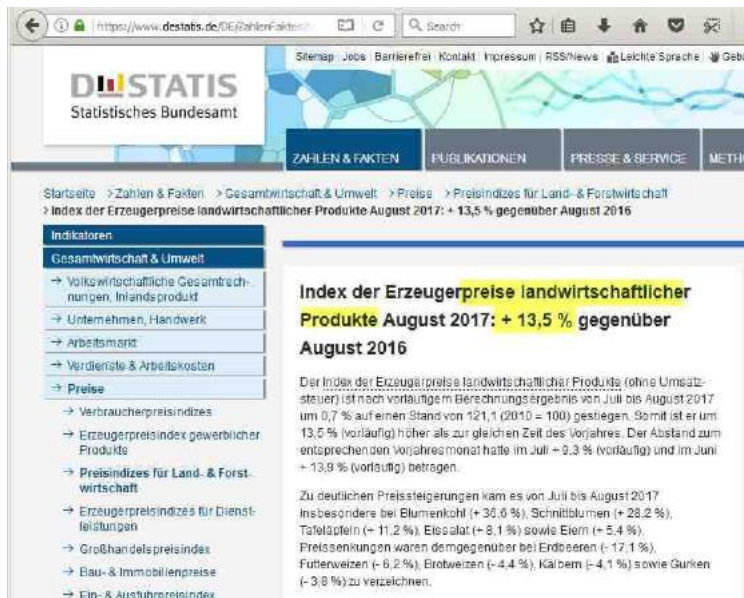 https://www.destatis.de/DE/ZahlenFakten/
Search
Sitemap Jobs Barrierefrei Kontakt Impressum RSS/News Leichte Sprache Geb
DESTATIS
Statistisches Bundesamt
ZAHLEN & FAKTEN PUBLIKATIONEN PRESSE & SERVICE METH
Startseite > Zahlen & Fakten > Gesamtwirtschaft & Umwelt > Preise > Preisindizes für Land- & Forstwirtschaft
> Index der Erzeugerpreise landwirtschaftlicher Produkte August 2017: + 13,5 % gegenüber August 2016
Indikatoren
Gesamtwirtschaft & Umwelt
→ Volkswirtschaftliche Gesamtrech-
nungen, Inlandsprodukt
→ Unternehmen, Handwerk
→ Arbeitsmarkt
→ Verdienste & Arbeitskosten
→ Preise
→ Verbraucherpreisindizes
→ Erzeugerpreisindex gewerblicher
Produkte
→ Preisindizes für Land- & Forst-
wirtschaft
→ Erzeugerpreisindizes für Dienst-
leistungen
→ Großhandelspreisindex
→ Bau- & Immobilienpreise
→ Ein- & Ausfuhrpreisindex
Index der Erzeugerpreise landwirtschaftlicher
Produkte August 2017: + 13,5 % gegenüber
August 2016
Der Index der Erzeugerpreise landwirtschaftlicher Produkte (ohne Umsatz-
steuer) ist nach vorläufigem Berechnungsergebnis von Juli bis August 2017
um 0,7 % auf einen Stand von 121,1 (2010 = 100) gestiegen. Somit ist er um
13,5 % (vorläufig) höher als zur gleichen Zeit des Vorjahres. Der Abstand zum
entsprechenden Vorjahresmonat hatte im Juli + 9,3 % (vorläufig) und im Juni
+ 13,9 % (vorläufig) betragen.
Zu deutlichen Preissteigerungen kam es von Juli bis August 2017
insbesondere bei Blumenkohl (+ 36,6 %), Schnittblumen (+ 28,2 %),
Tafeläpfeln (+ 11,2 %), Eissalat (+ 8,1 %) sowie Eiern (+ 5,4 %).
Preissenkungen waren demgegenüber bei Erdbeeren (- 17,1 %),
Futterweizen (- 6,2 %), Brotweizen (- 4,4 %), Kälbern (- 4,1 %) sowie Gurken
(- 3,8 %) zu verzeichnen.